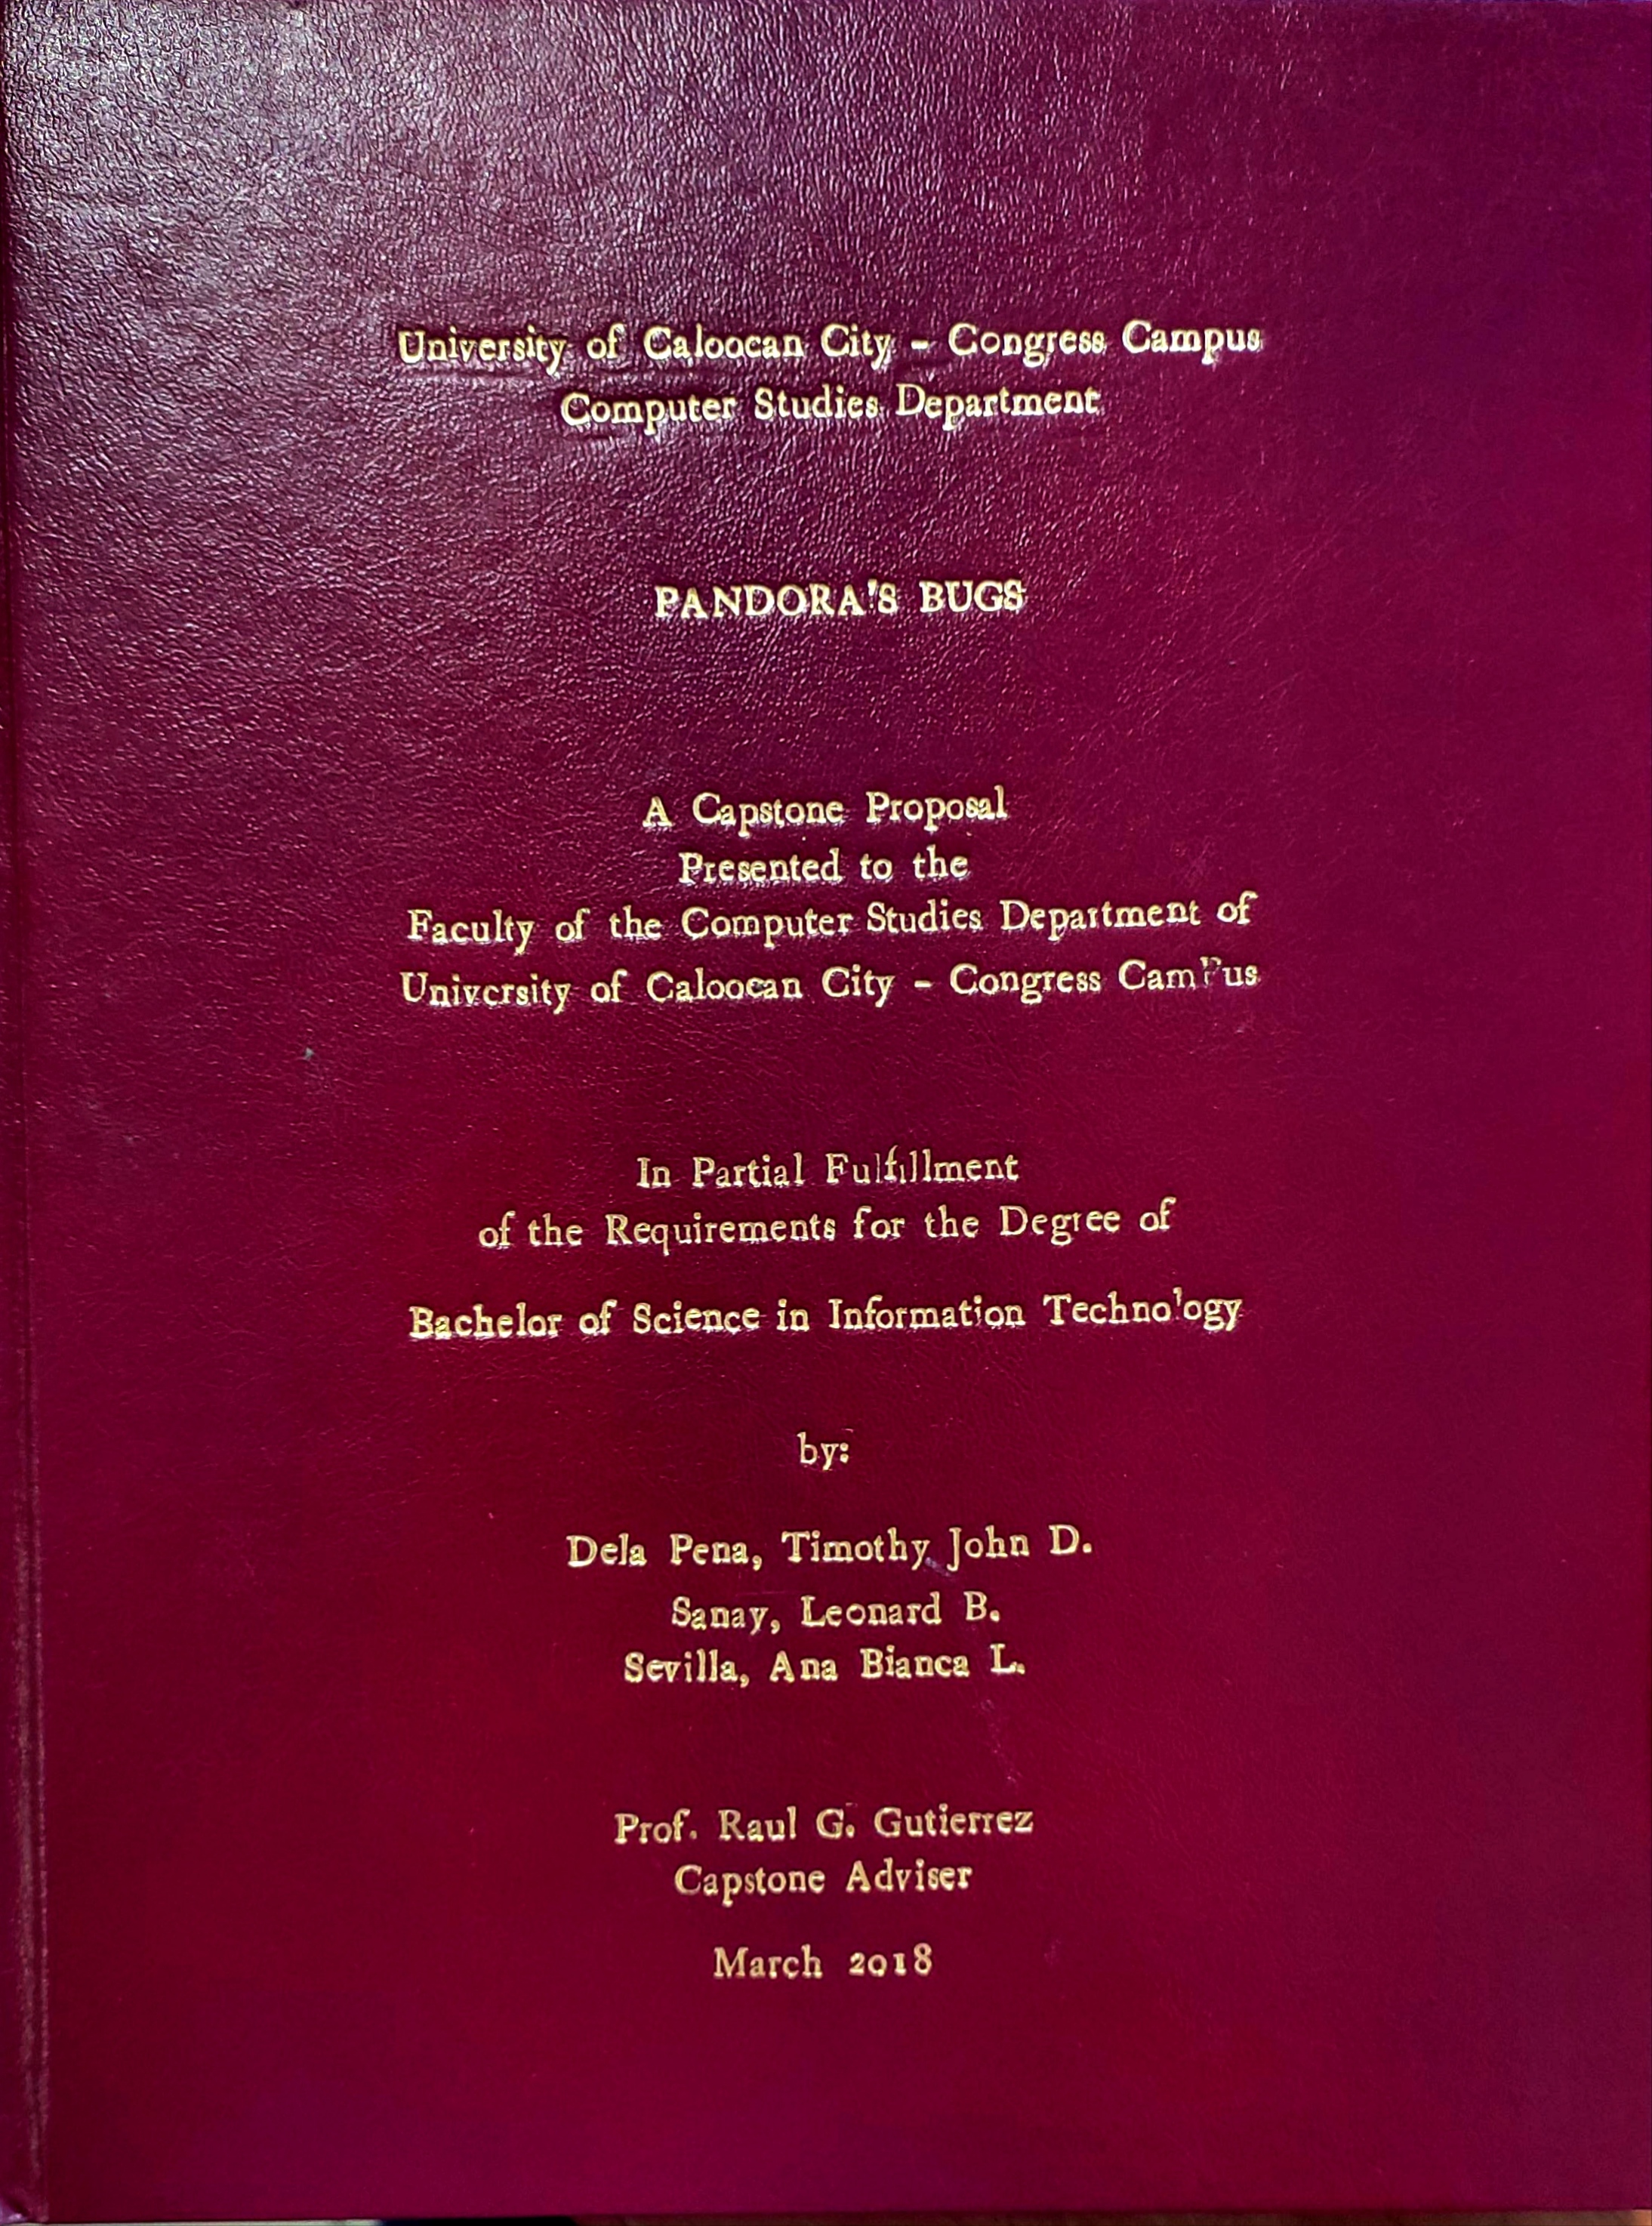 University of Caloocan City - Congress Campus
Computer Studies Department
PANDORA'S BUGS
A Capstone Proposal
Presented to the
Faculty of the Computer Studies Department of
University of Caloocan City - Congress Campus
In Partial Fulfillment
of the Requirements for the Degree of
Bachelor of Science in Information Technology
by:
Dela Pena, Timothy John D.
Sanay, Leonard B.
Sevilla, Ana Bianca L.
Prof. Raul G. Gutierrez
Capstone Adviser
March 2018